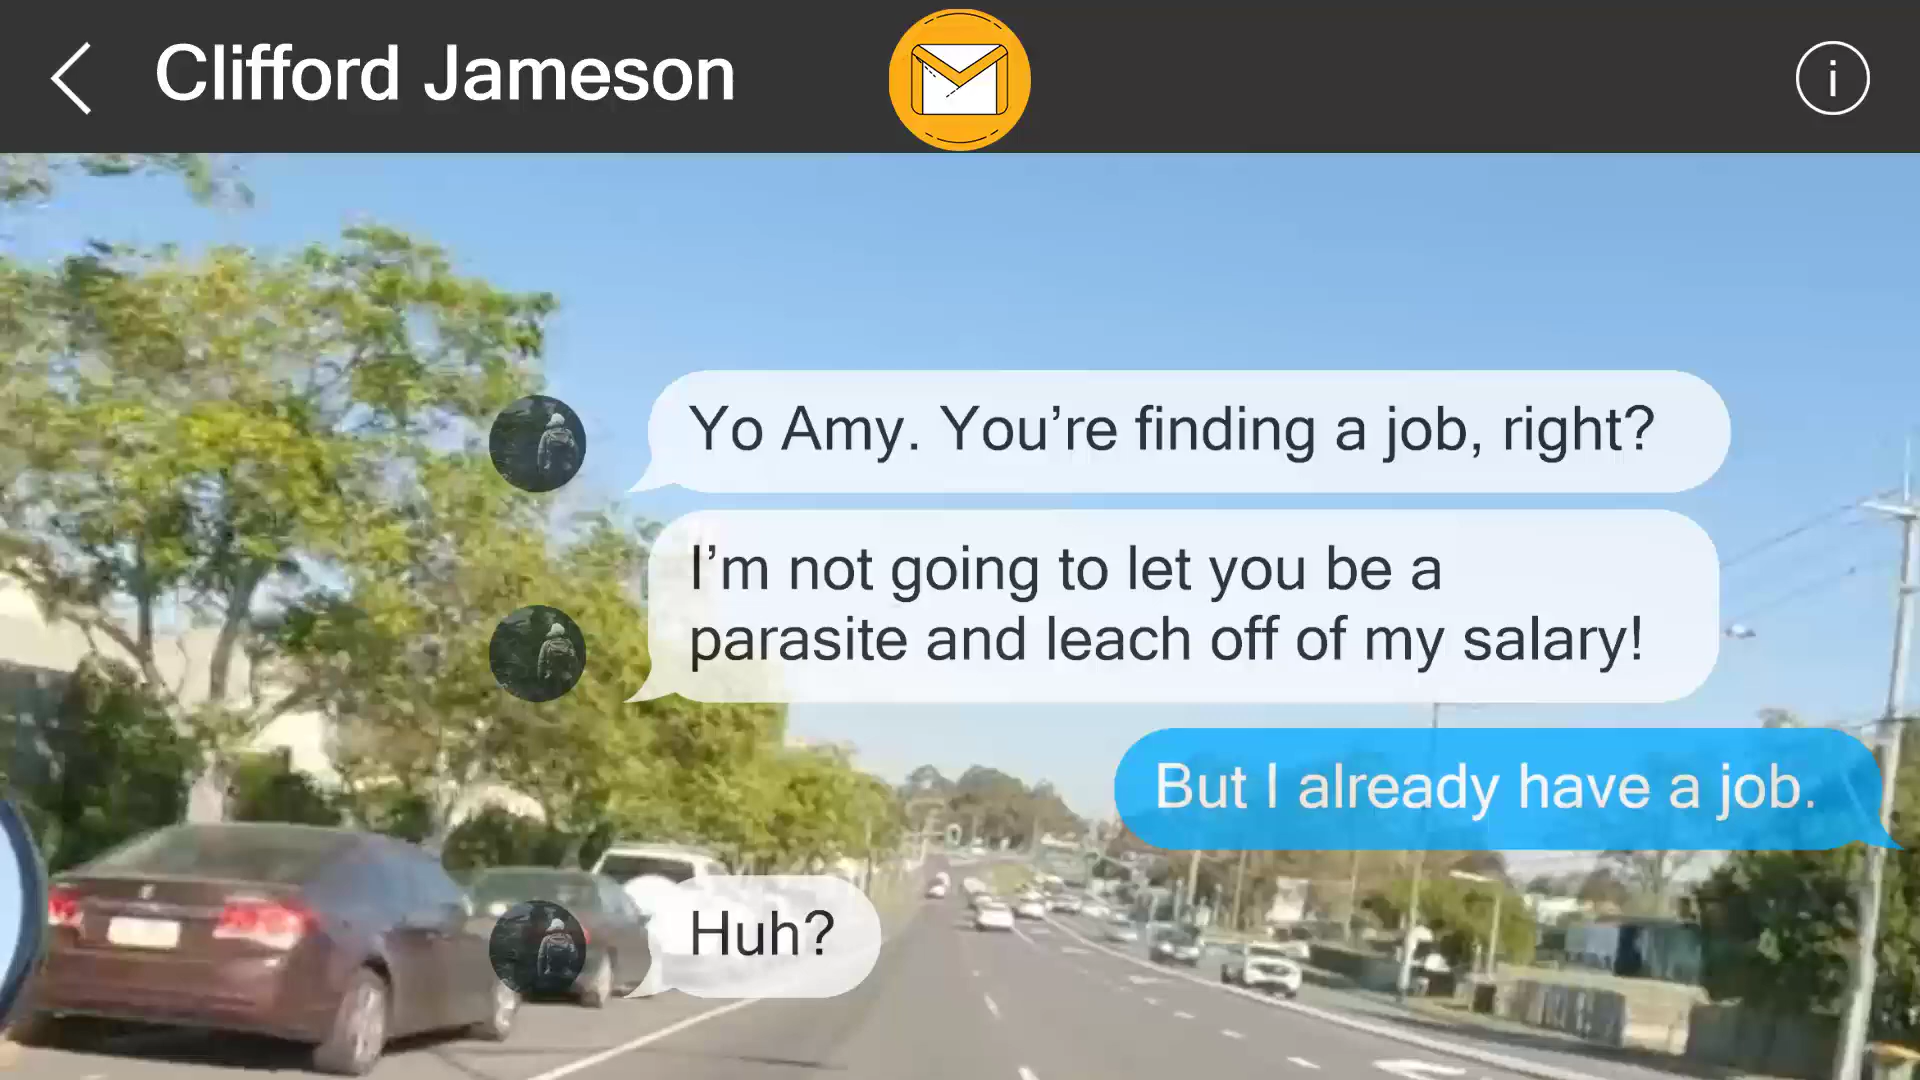 Clifford Jameson
Yo Amy. You’re finding a job, right?
I’m not going to let you be a
parasite and leach off of my salary!
But I already have a job.
Huh?